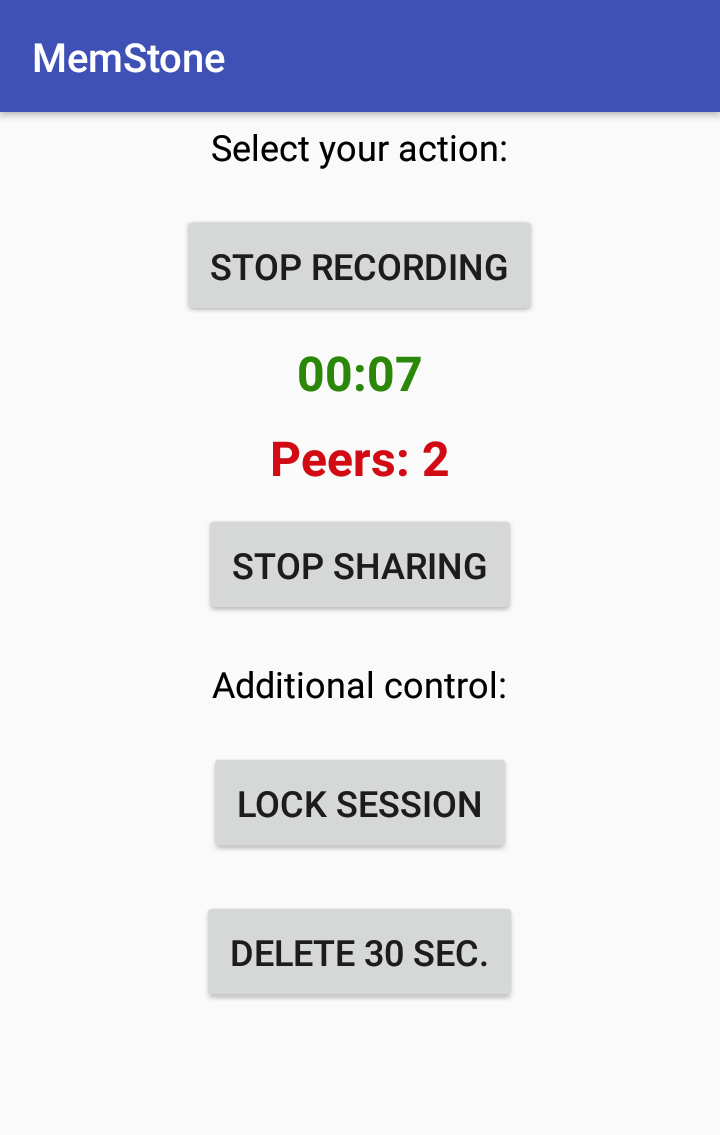 MemStone
Select your action:
STOP RECORDING
00:07
Peers: 2
STOP SHARING
Additional control:
LOCK SESSION
DELETE 30 SEC.